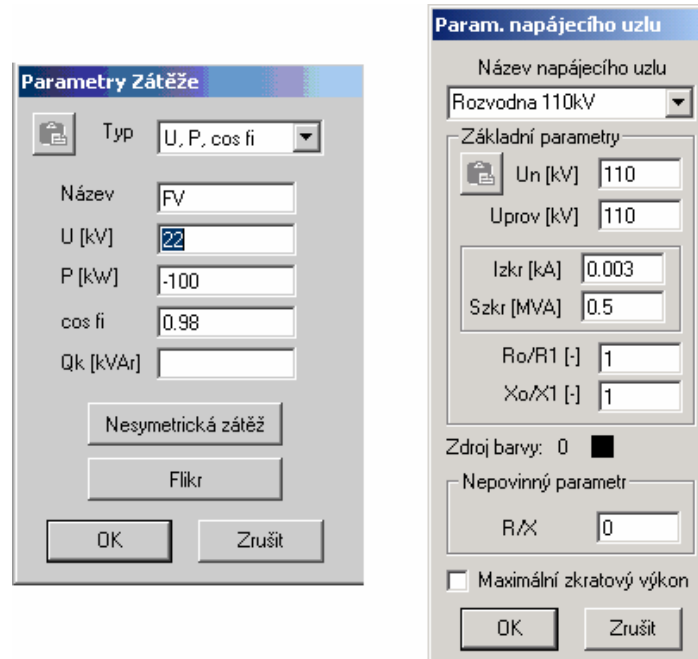 Parametry Zátěže
Typ U, P, cos fi
Název FV
U [kV] 22
P [kW] -100
cos fi 0.98
Qk [kVAr]
Nesymetrická zátěž
Flikr
OK Zrušit
Param. napájecího uzlu
Název napájecího uzlu
Rozvodna 110kV
Základní parametry
Un [kV] 110
Uprov [kV] 110
Izkr [kA] 0.003
Szkr [MVA] 0.5
Ro/R1 [-] 1
Xo/X1 [-] 1
Zdroj barvy: 0
Nepovinný parametr
R/X 0
Maximální zkratový výkon
OK Zrušit